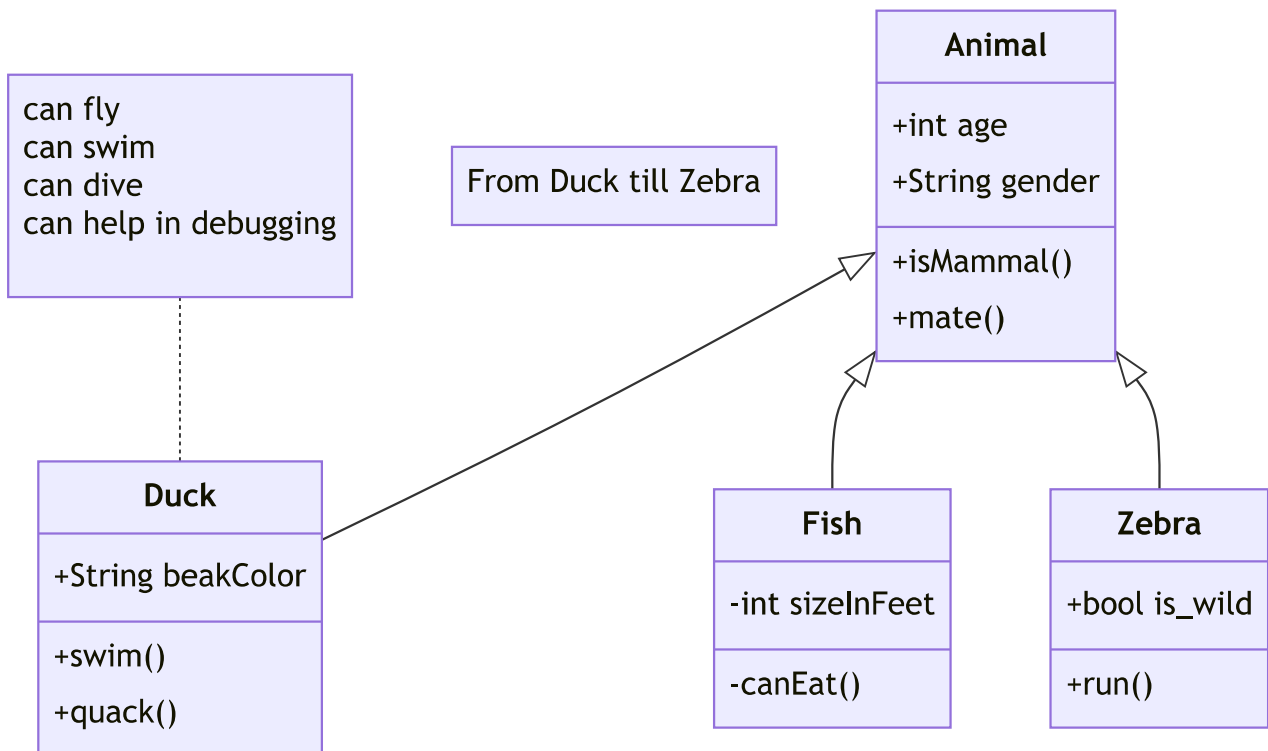 can fly
can swim
can dive
can help in debugging
From Duck till Zebra
Animal
+int age
+String gender
+isMammal()
+mate()
Duck
+String beakColor
+swim()
+quack()
Fish
-int sizeInFeet
-canEat()
Zebra
+bool is_wild
+run()